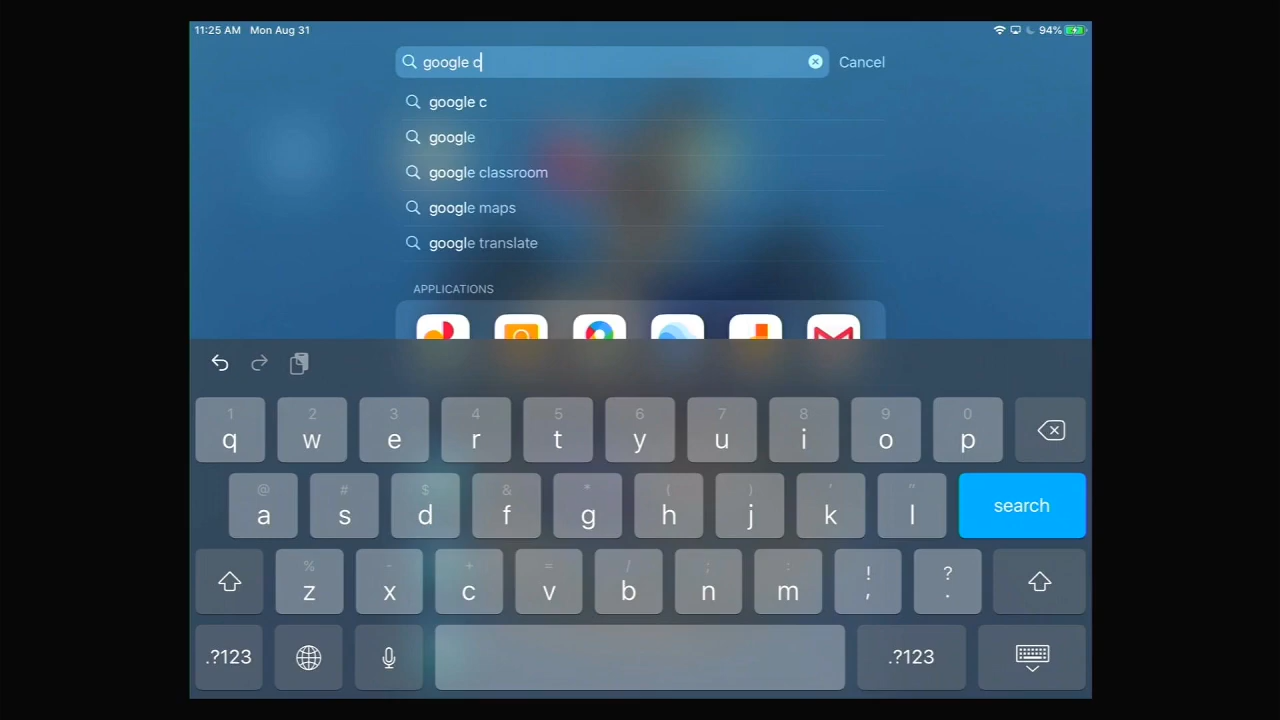 11:25 AM Mon Aug 31 94%
google c Cancel
google c
google
google classroom
google maps
google translate
APPLICATIONS
1 2 3 4 5 6 7 8 9 0
q w e r t y u i o p
@ # $ & * ( ) ' "
a s d f g h j k l search
% - + = / ; : ! ?
z x c v b n m , .
.?123 .?123